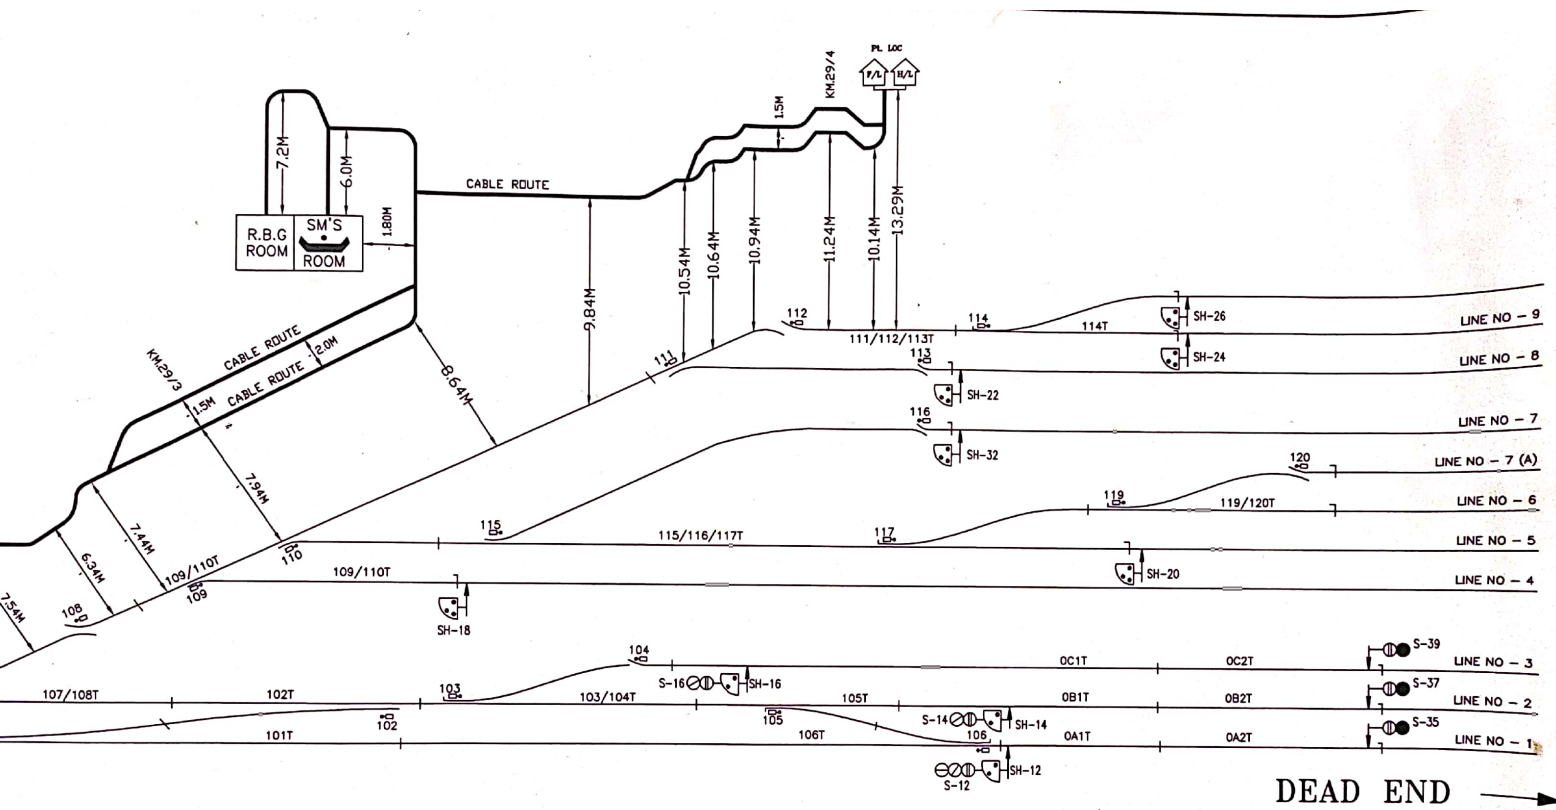 PL LOC
F/L H/L
KM.29/4
1.5M
7.2M
6.0M
CABLE ROUTE
R.B.G
ROOM
SM'S
ROOM
1.80M
13.29M
10.54M
10.64M
10.94M
11.24M
10.14M
9.84M
112
114
111/112/113T
114T
SH-26
LINE NO - 9
SH-24
LINE NO - 8
111
113
SH-22
CABLE ROUTE
2.0M
CABLE ROUTE
KM.29/3
1.5M
8.64M
116
SH-32
LINE NO - 7
120
LINE NO - 7 (A)
119
119/120T
LINE NO - 6
7.94M
7.44M
6.34M
7.54M
115
115/116/117T
117
LINE NO - 5
110
SH-20
109/110T
109/110T
109
LINE NO - 4
SH-18
108
104
S-16
SH-16
0C1T
0C2T
S-39
LINE NO - 3
107/108T
102T
103
103/104T
105T
0B1T
0B2T
S-37
LINE NO - 2
102
105
S-14
SH-14
101T
106T
106
0A1T
0A2T
S-35
LINE NO - 1
S-12
SH-12
DEAD END